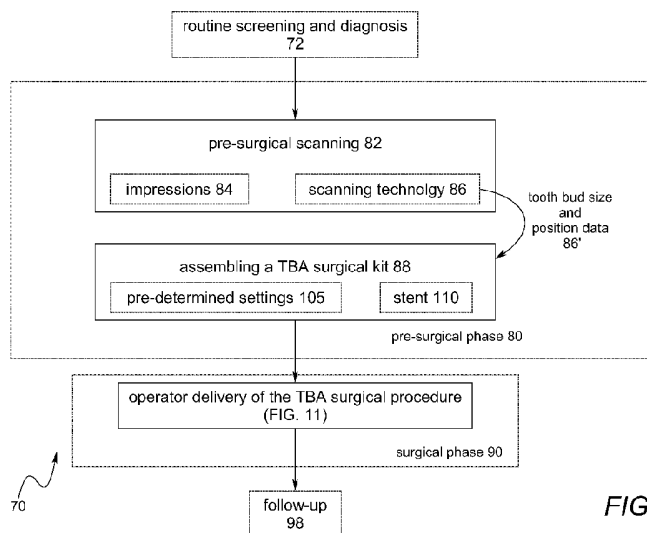 routine screening and diagnosis
72
pre-surgical scanning 82
impressions 84
scanning technolgy 86
tooth bud size
and
position data
86'
assembling a TBA surgical kit 88
pre-determined settings 105
stent 110
pre-surgical phase 80
operator delivery of the TBA surgical procedure
(FIG. 11)
surgical phase 90
70
follow-up
98
FIG